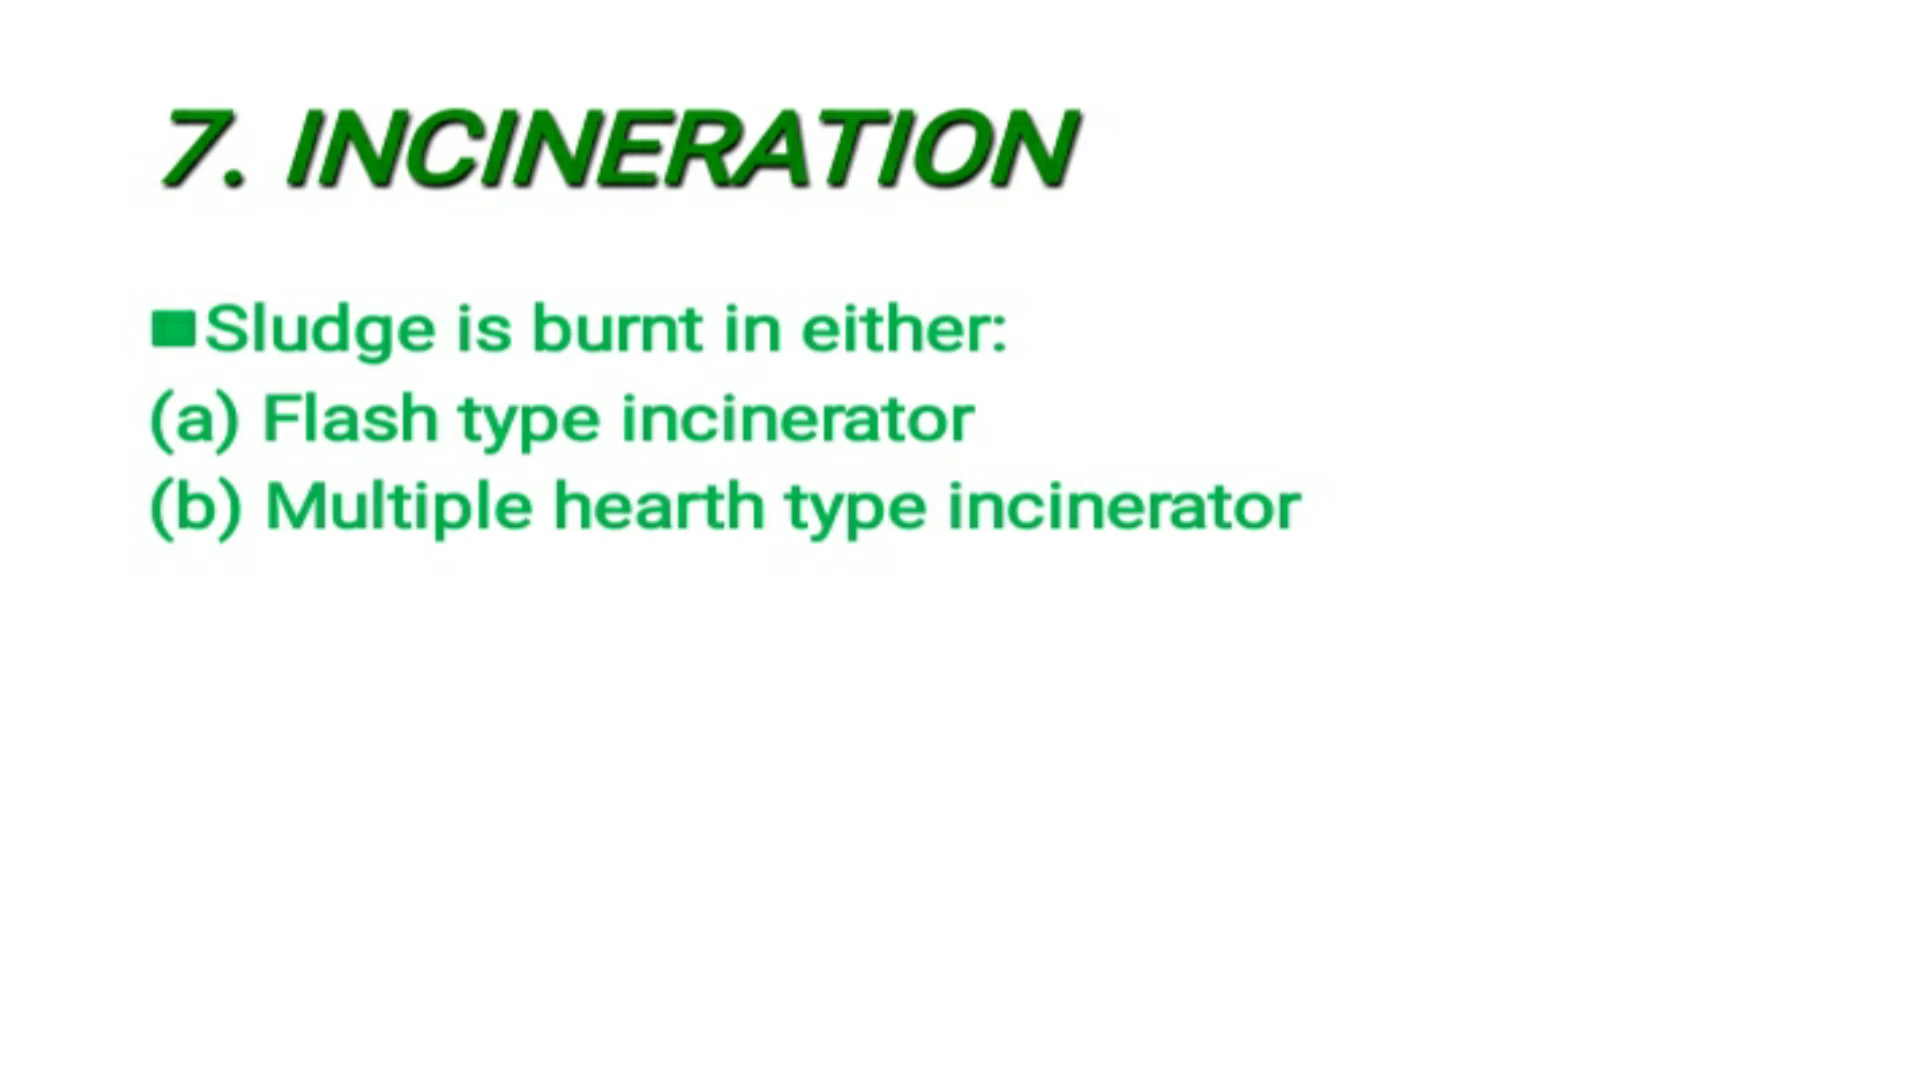 7. INCINERATION
Sludge is burnt in either:
(a) Flash type incinerator
(b) Multiple hearth type incinerator